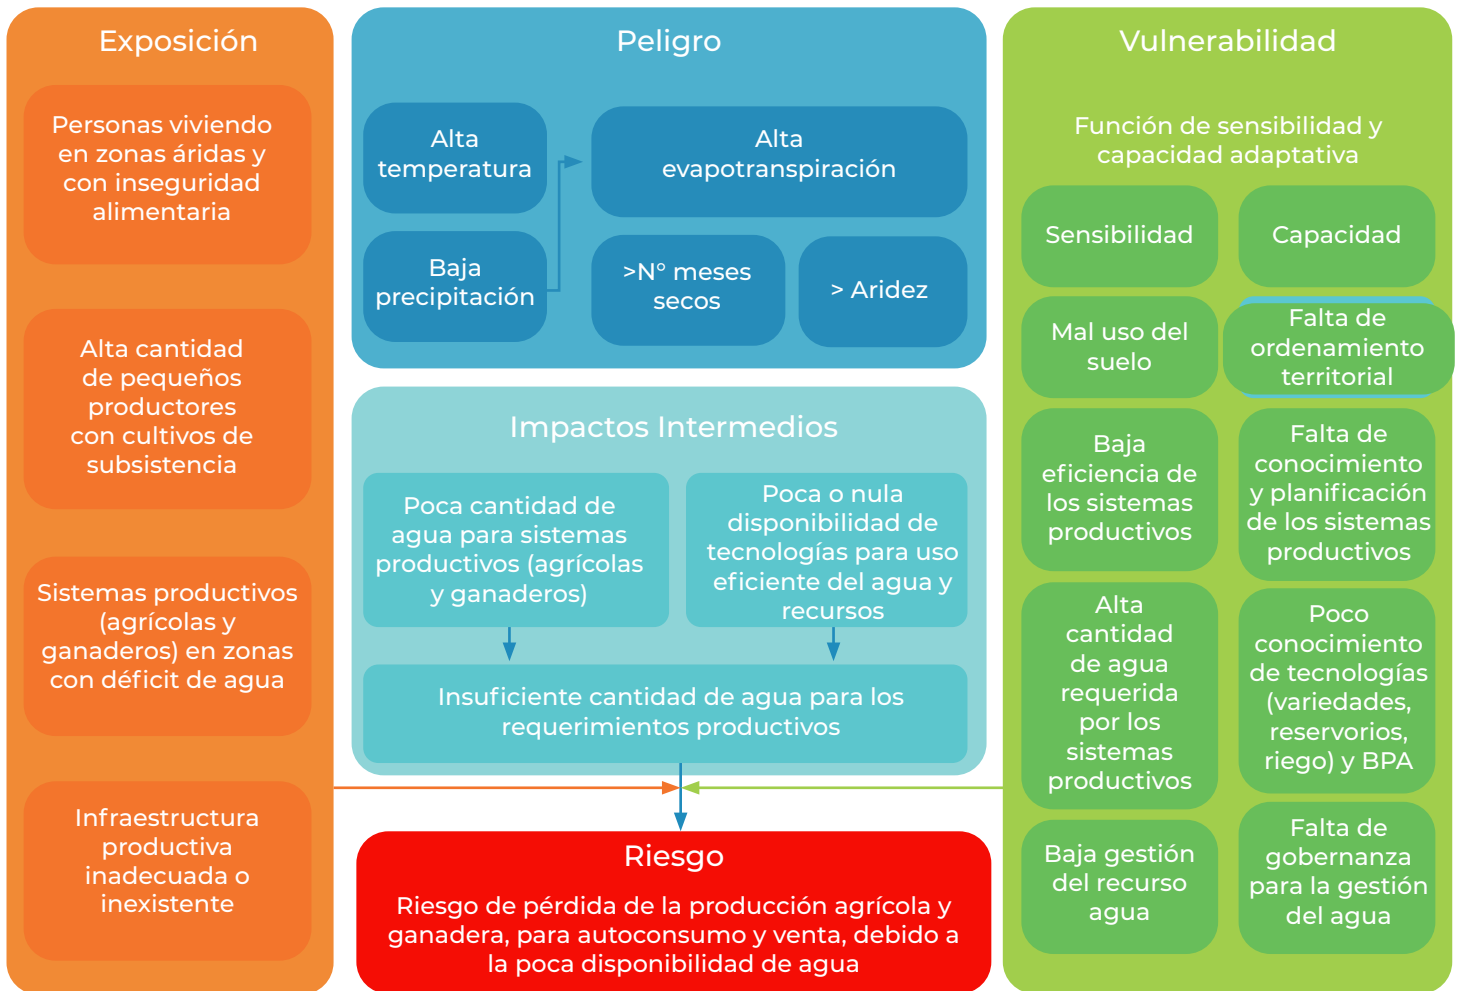 Exposición
Personas viviendo
en zonas áridas y
con inseguridad
alimentaria
Alta cantidad
de pequeños
productores
con cultivos de
subsistencia
Sistemas productivos
(agrícolas y
ganaderos) en zonas
con déficit de agua
Infraestructura
productiva
inadecuada o
inexistente
Peligro
Alta
temperatura
Baja
precipitación
Alta
evapotranspiración
>N° meses
secos
> Aridez
Impactos Intermedios
Poca cantidad de
agua para sistemas
productivos (agrícolas
y ganaderos)
Poca o nula
disponibilidad de
tecnologías para uso
eficiente del agua y
recursos
Insuficiente cantidad de agua para los
requerimientos productivos
Riesgo
Riesgo de pérdida de la producción agrícola y
ganadera, para autoconsumo y venta, debido a
la poca disponibilidad de agua
Vulnerabilidad
Función de sensibilidad y
capacidad adaptativa
Sensibilidad
Mal uso del
suelo
Baja
eficiencia de
los sistemas
productivos
Alta
cantidad
de agua
requerida
por los
sistemas
productivos
Baja gestión
del recurso
agua
Capacidad
Falta de
ordenamiento
territorial
Falta de
conocimiento
y planificación
de los sistemas
productivos
Poco
conocimiento
de tecnologías
(variedades,
reservorios,
riego) y BPA
Falta de
gobernanza
para la gestión
del agua